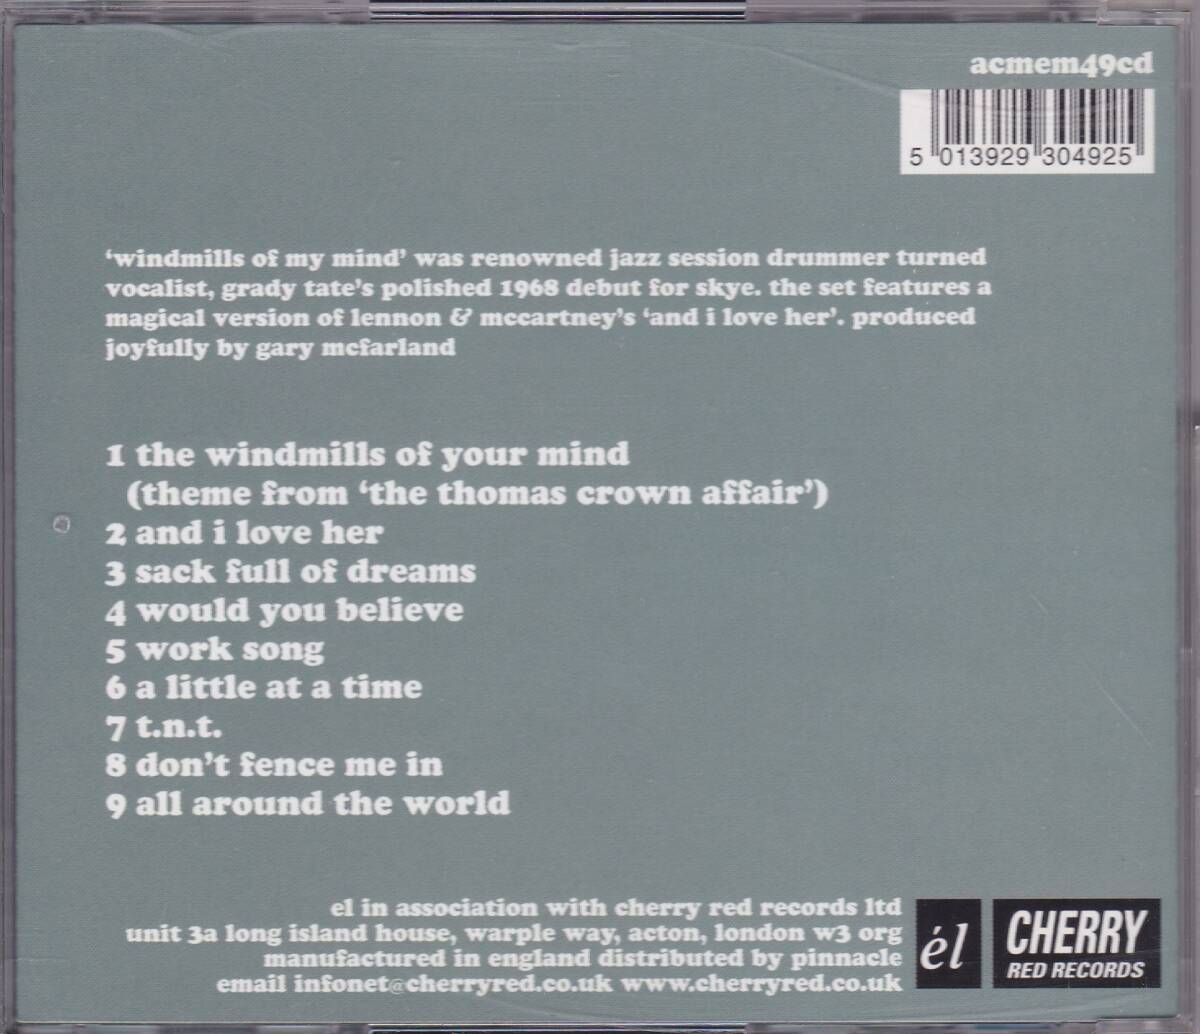 acmem49cd
5 013929 304925
‘windmills of my mind’ was renowned jazz session drummer turned
vocalist, grady tate’s polished 1968 debut for skye. the set features a
magical version of lennon & mccartney’s ‘and i love her’. produced
joyfully by gary mcfarland
1 the windmills of your mind
(theme from ‘the thomas crown affair’)
2 and i love her
3 sack full of dreams
4 would you believe
5 work song
6 a little at a time
7 t.n.t.
8 don’t fence me in
9 all around the world
el in association with cherry red records ltd
unit 3a long island house, warple way, acton, london w3 org
manufactured in england distributed by pinnacle
email infonet@cherryred.co.uk www.cherryred.co.uk
él
CHERRY
RED RECORDS